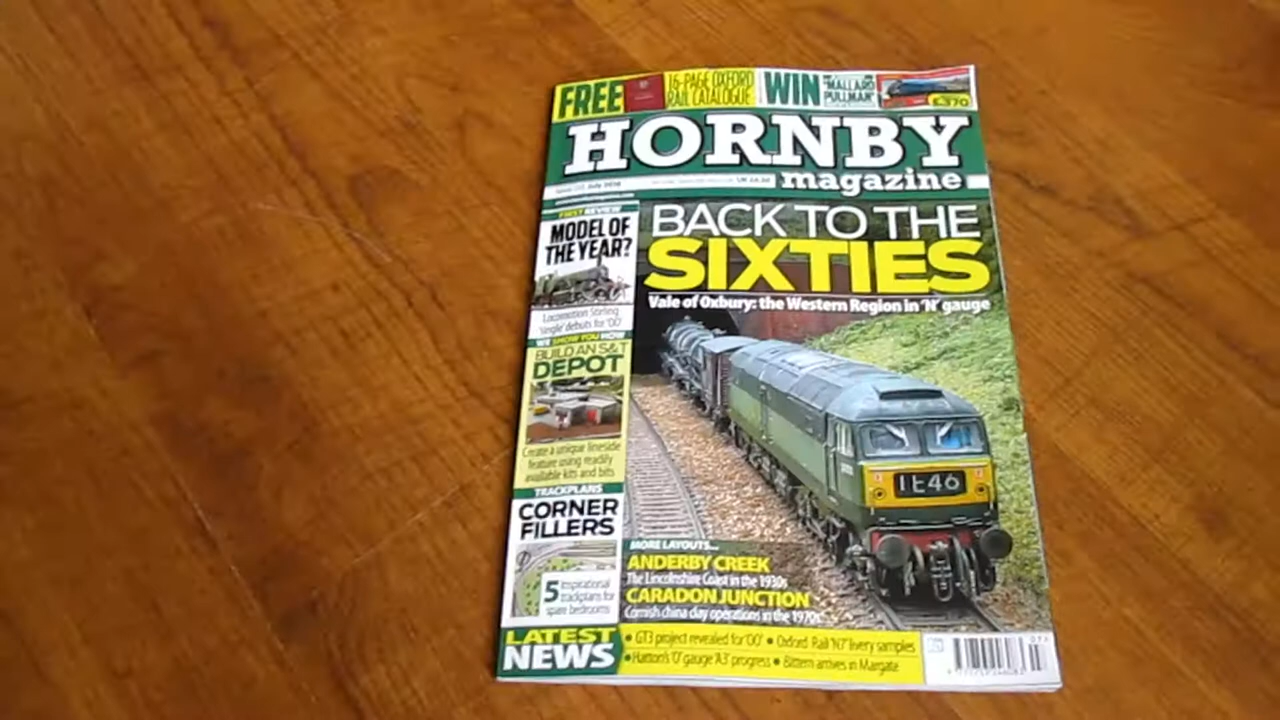 FREE
16-PAGE OXFORD
RAIL CATALOGUE
WIN
"MALLARD
PULLMAN"
£370
HORNBY
magazine
July
FIRST REVIEW
MODEL OF
THE YEAR?
Locomotion Stirling
'single' debuts for 'OO'
WE SHOW YOU HOW
BUILD AN S&T
DEPOT
Create a unique lineside
feature using readily
available kits and bits
TRACKPLANS
CORNER
FILLERS
5 Inspirational
trackplans for
spare bedrooms
BACK TO THE
SIXTIES
Vale of Oxbury: the Western Region in 'N' gauge
1E46
MORE LAYOUTS...
ANDERBY CREEK
The Lincolnshire Coast in the 1930s
CARADON JUNCTION
Cornish china clay operations in the 1970s
LATEST
NEWS
• GT3 project revealed for 'OO' • Oxford Rail 'N7' livery samples
• Hatton's 'O' gauge 'A3' progress • Bittern arrives in Margate
07